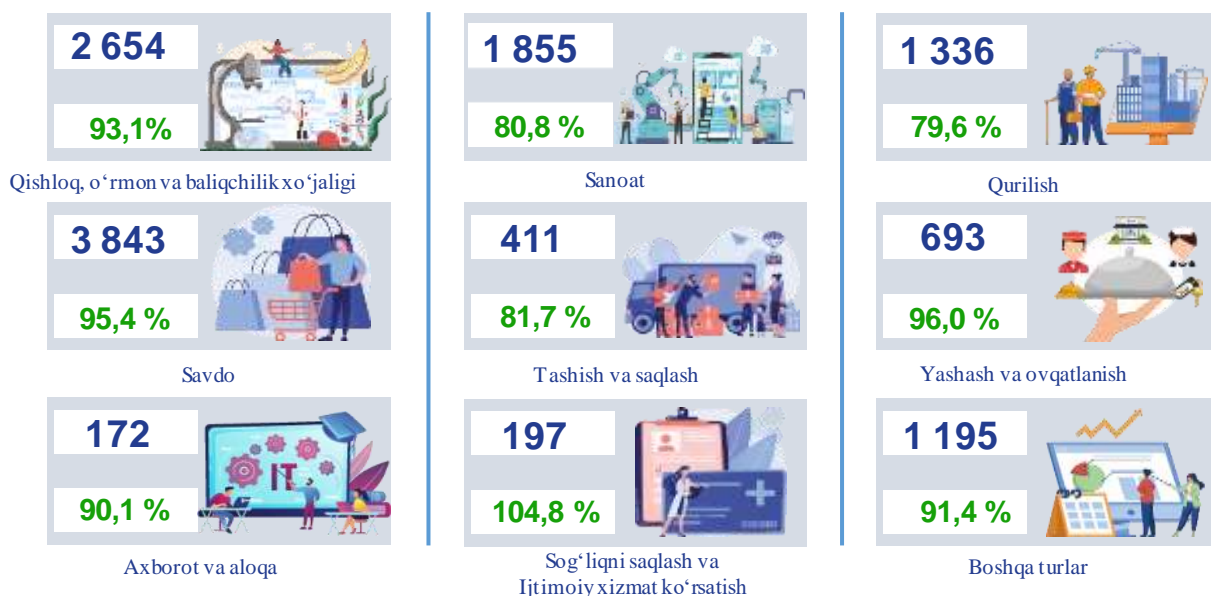 2 654
93,1%
Qishloq, o‘rmon va baliqchilik xo‘jaligi
1 855
80,8 %
Sanoat
1 336
79,6 %
Qurilish
3 843
95,4 %
Savdo
411
81,7 %
Tashish va saqlash
693
96,0 %
Yashash va ovqatlanish
172
90,1 %
IT
Axborot va aloqa
197
104,8 %
Sog‘liqni saqlash va
Ijtimoiy xizmat ko‘rsatish
1 195
91,4 %
Boshqa turlar